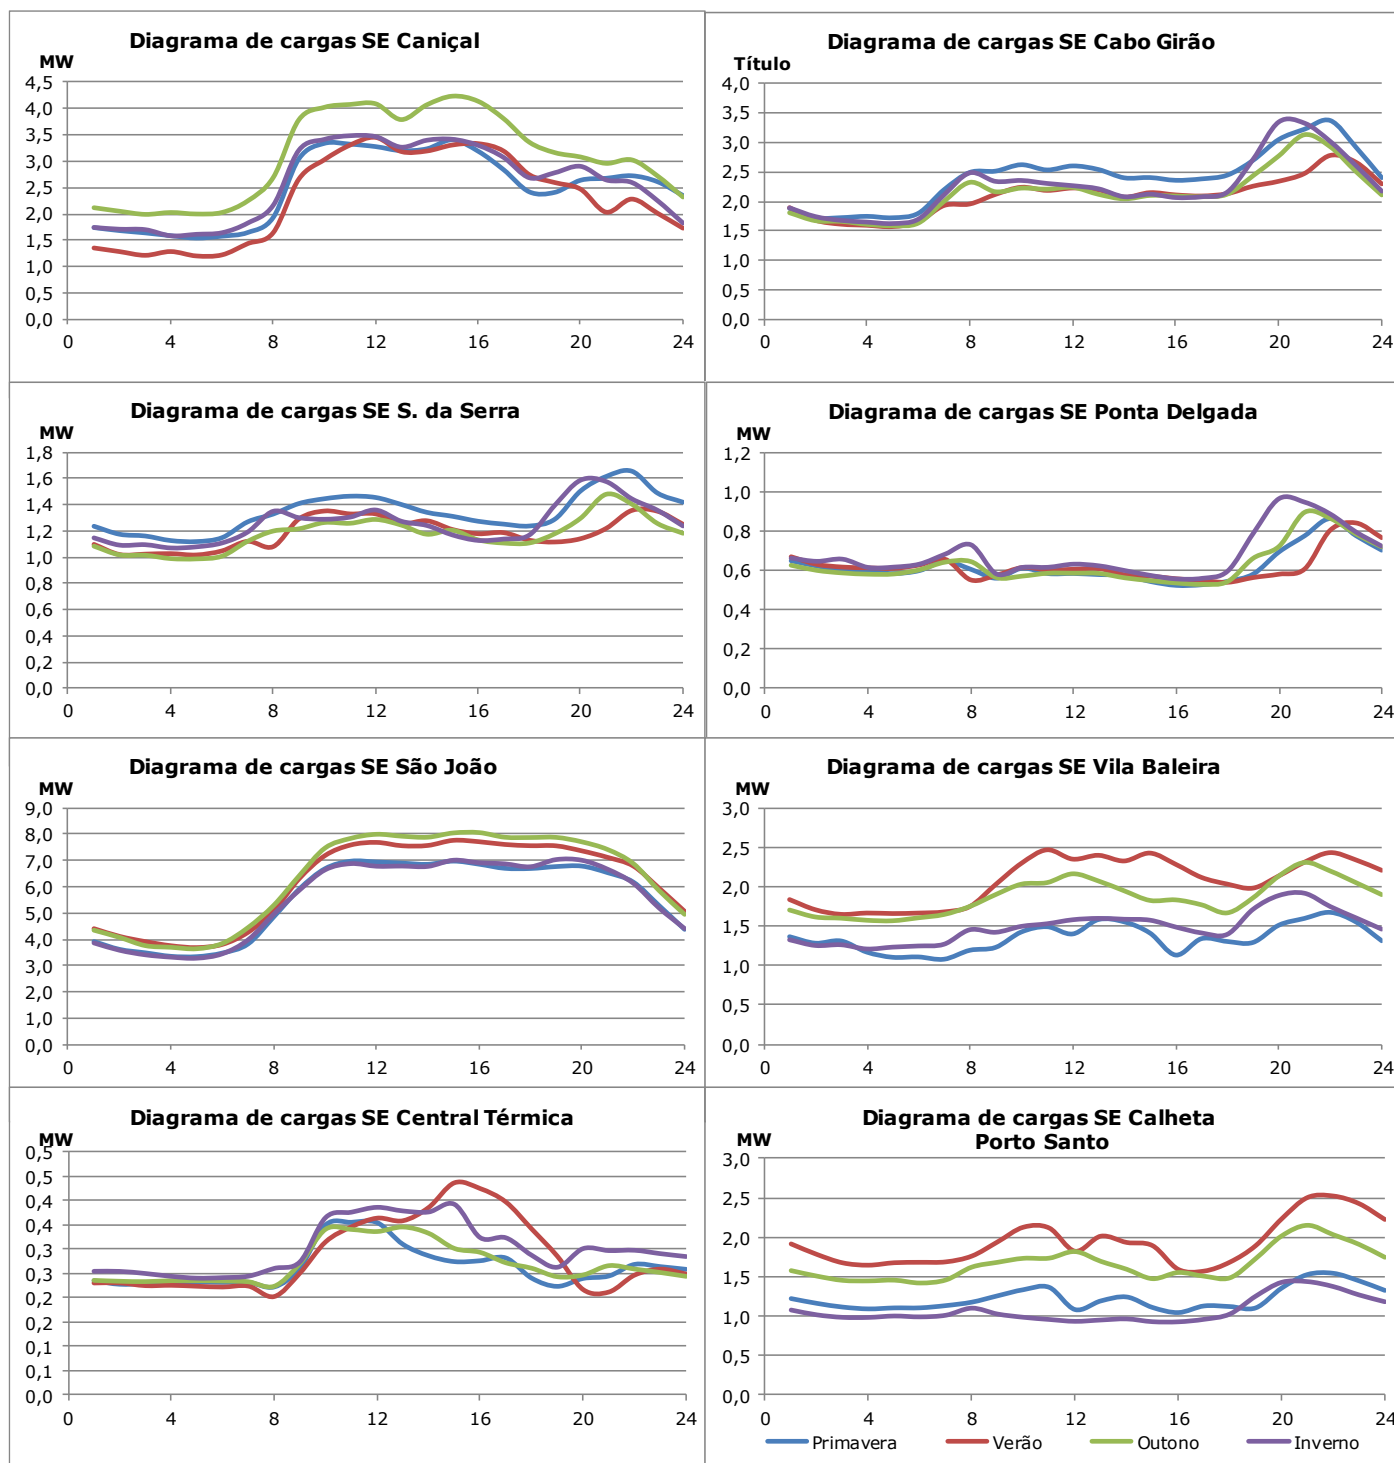 Diagrama de cargas SE Caniçal
MW
4,5
4,0
3,5
3,0
2,5
2,0
1,5
1,0
0,5
0,0
0 4 8 12 16 20 24
Diagrama de cargas SE Cabo Girão
Título
4,0
3,5
3,0
2,5
2,0
1,5
1,0
0,5
0,0
0 4 8 12 16 20 24
Diagrama de cargas SE S. da Serra
MW
1,8
1,6
1,4
1,2
1,0
0,8
0,6
0,4
0,2
0,0
0 4 8 12 16 20 24
Diagrama de cargas SE Ponta Delgada
MW
1,2
1,0
0,8
0,6
0,4
0,2
0,0
0 4 8 12 16 20 24
Diagrama de cargas SE São João
MW
9,0
8,0
7,0
6,0
5,0
4,0
3,0
2,0
1,0
0,0
0 4 8 12 16 20 24
Diagrama de cargas SE Vila Baleira
MW
3,0
2,5
2,0
1,5
1,0
0,5
0,0
0 4 8 12 16 20 24
Diagrama de cargas SE Central Térmica
MW
0,5
0,5
0,4
0,4
0,3
0,3
0,2
0,2
0,1
0,1
0,0
0 4 8 12 16 20 24
Diagrama de cargas SE Calheta
Porto Santo
MW
3,0
2,5
2,0
1,5
1,0
0,5
0,0
0 4 8 12 16 20 24
Primavera Verão Outono Inverno